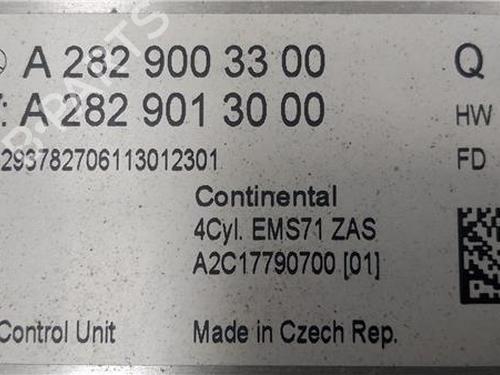 A 282 900 33 00 Q
: A 282 901 30 00 HW
293782706113012301 FD
Continental
4Cyl. EMS71 ZAS
A2C17790700 [01]
Control Unit Made in Czech Rep.